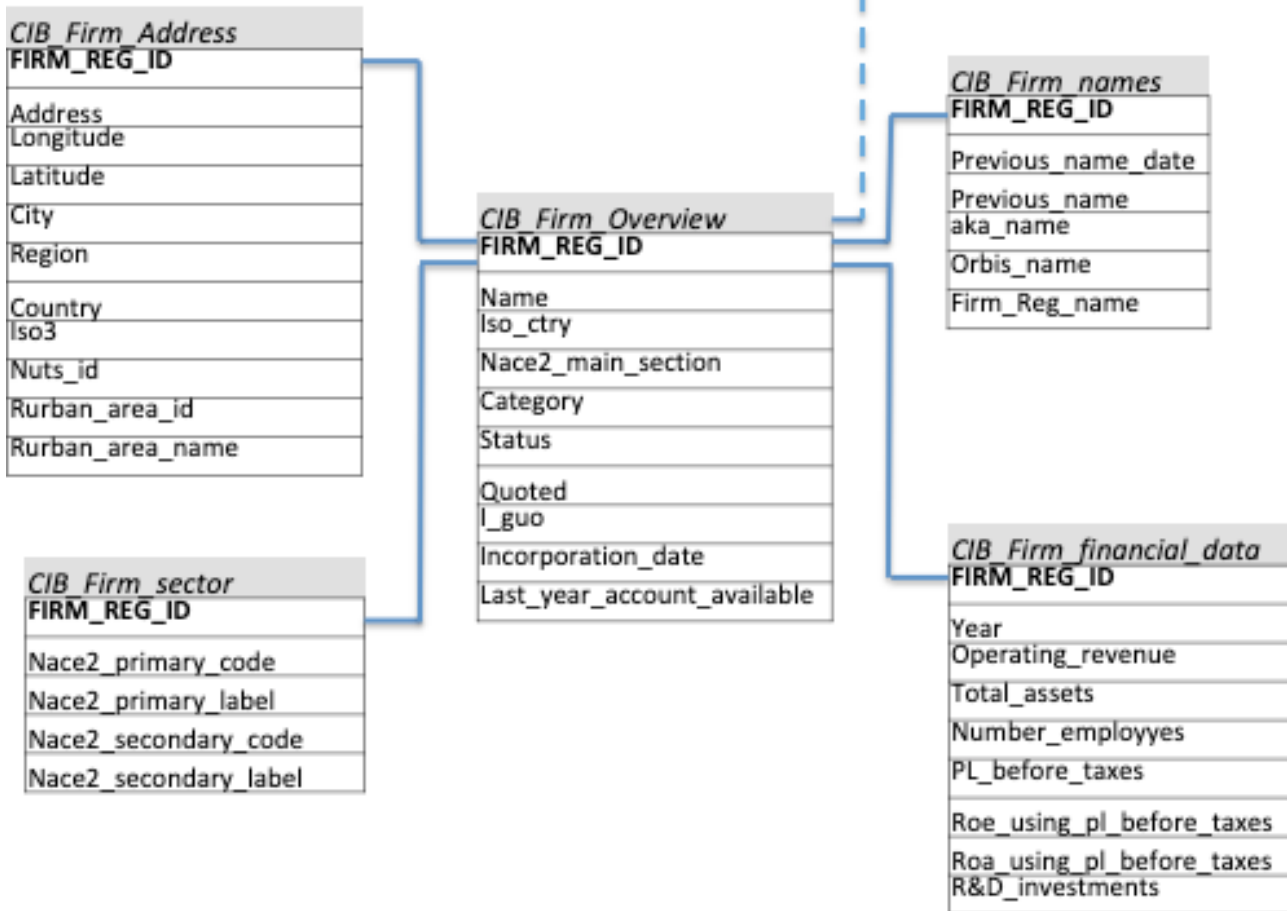 CIB_Firm_Address
FIRM_REG_ID
Address
Longitude
Latitude
City
Region
Country
Iso3
Nuts_id
Rurban_area_id
Rurban_area_name
CIB_Firm_sector
FIRM_REG_ID
Nace2_primary_code
Nace2_primary_label
Nace2_secondary_code
Nace2_secondary_label
CIB_Firm_Overview
FIRM_REG_ID
Name
Iso_ctry
Nace2_main_section
Category
Status
Quoted
I_guo
Incorporation_date
Last_year_account_available
CIB_Firm_names
FIRM_REG_ID
Previous_name_date
Previous_name
aka_name
Orbis_name
Firm_Reg_name
CIB_Firm_financial_data
FIRM_REG_ID
Year
Operating_revenue
Total_assets
Number_employyes
PL_before_taxes
Roe_using_pl_before_taxes
Roa_using_pl_before_taxes
R&D_investments